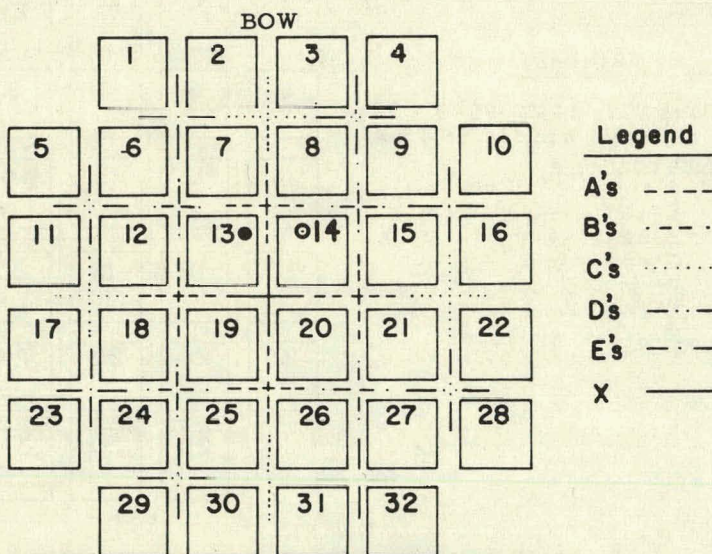 BOW
1 2 3 4
5 6 7 8 9 10
11 12 13 14 15 16
17 18 19 20 21 22
23 24 25 26 27 28
29 30 31 32
Legend
A's
B's
C's
D's
E's
X